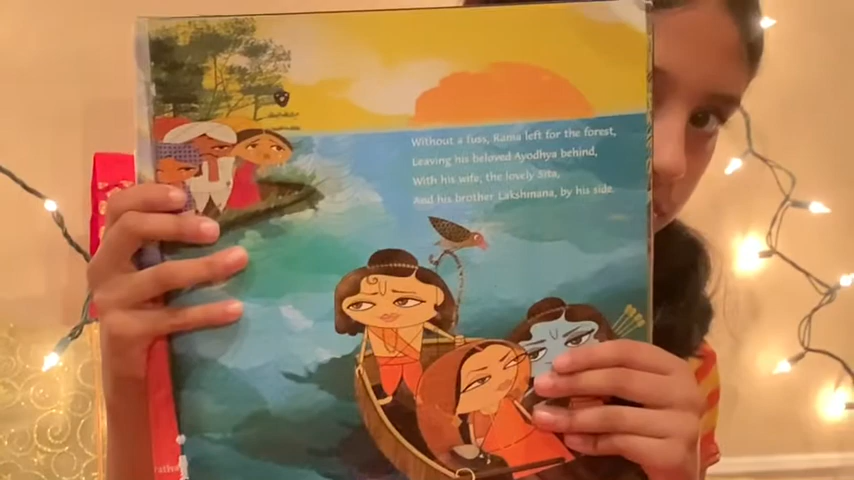 Without a fuss, Rama left for the forest,
Leaving his beloved Ayodhya behind,
With his wife, the lovely Sita,
And his brother Lakshmana, by his side.